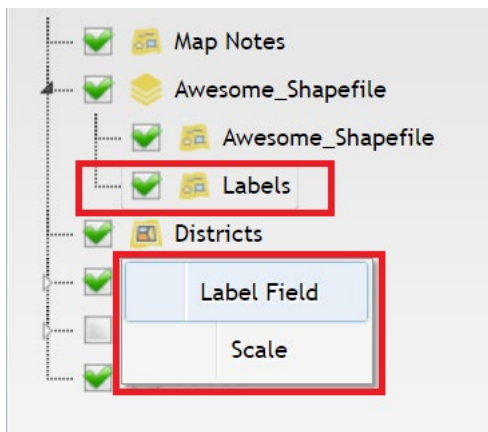 Map Notes
Awesome_Shapefile
Awesome_Shapefile
Labels
Districts
Label Field
Scale